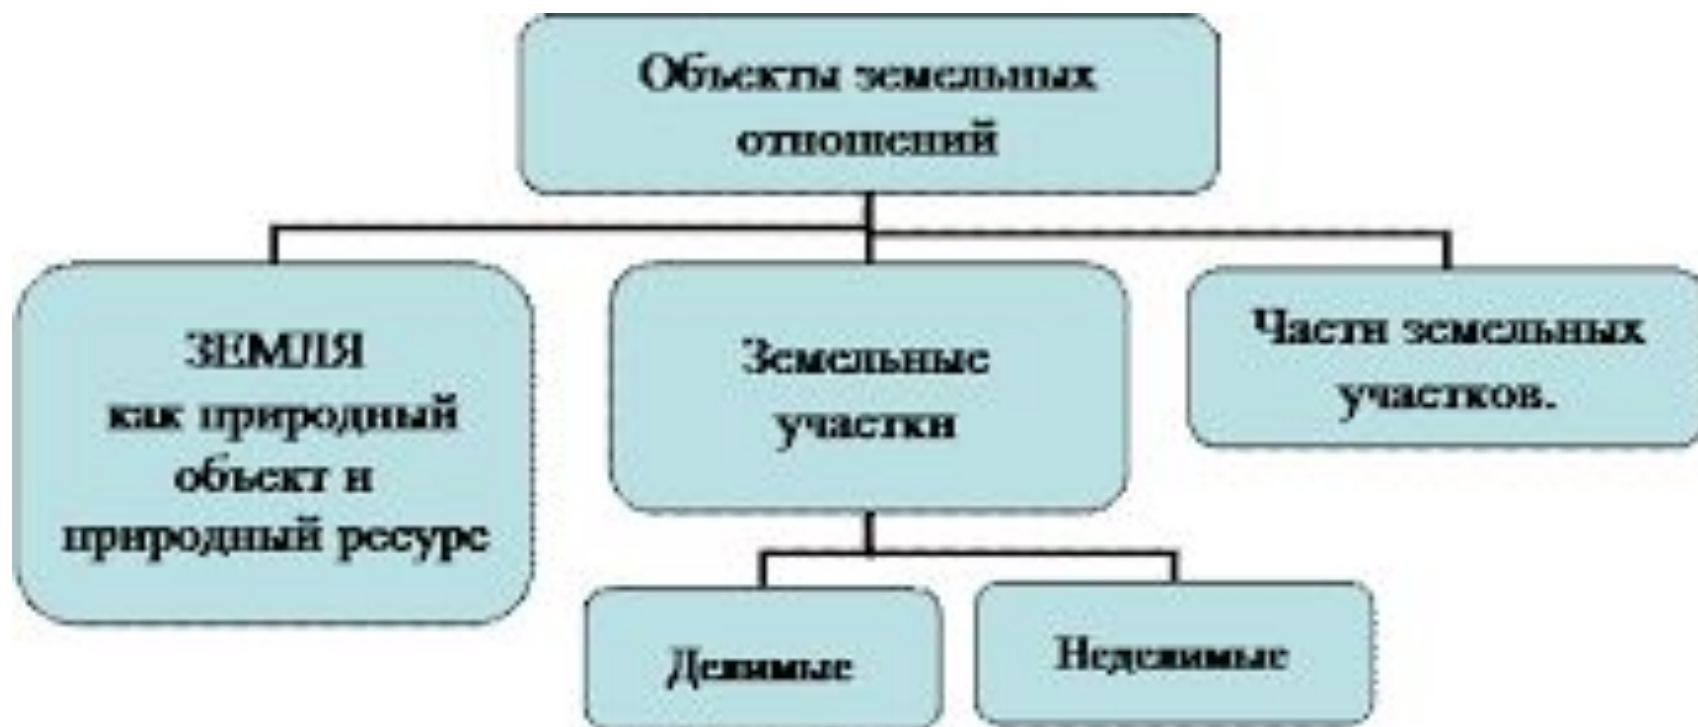 Объекты земельных
отношений
ЗЕМЛЯ
как природный
объект и
природный ресурс
Земельные
участки
Части земельных
участков.
Делимые
Неделимые